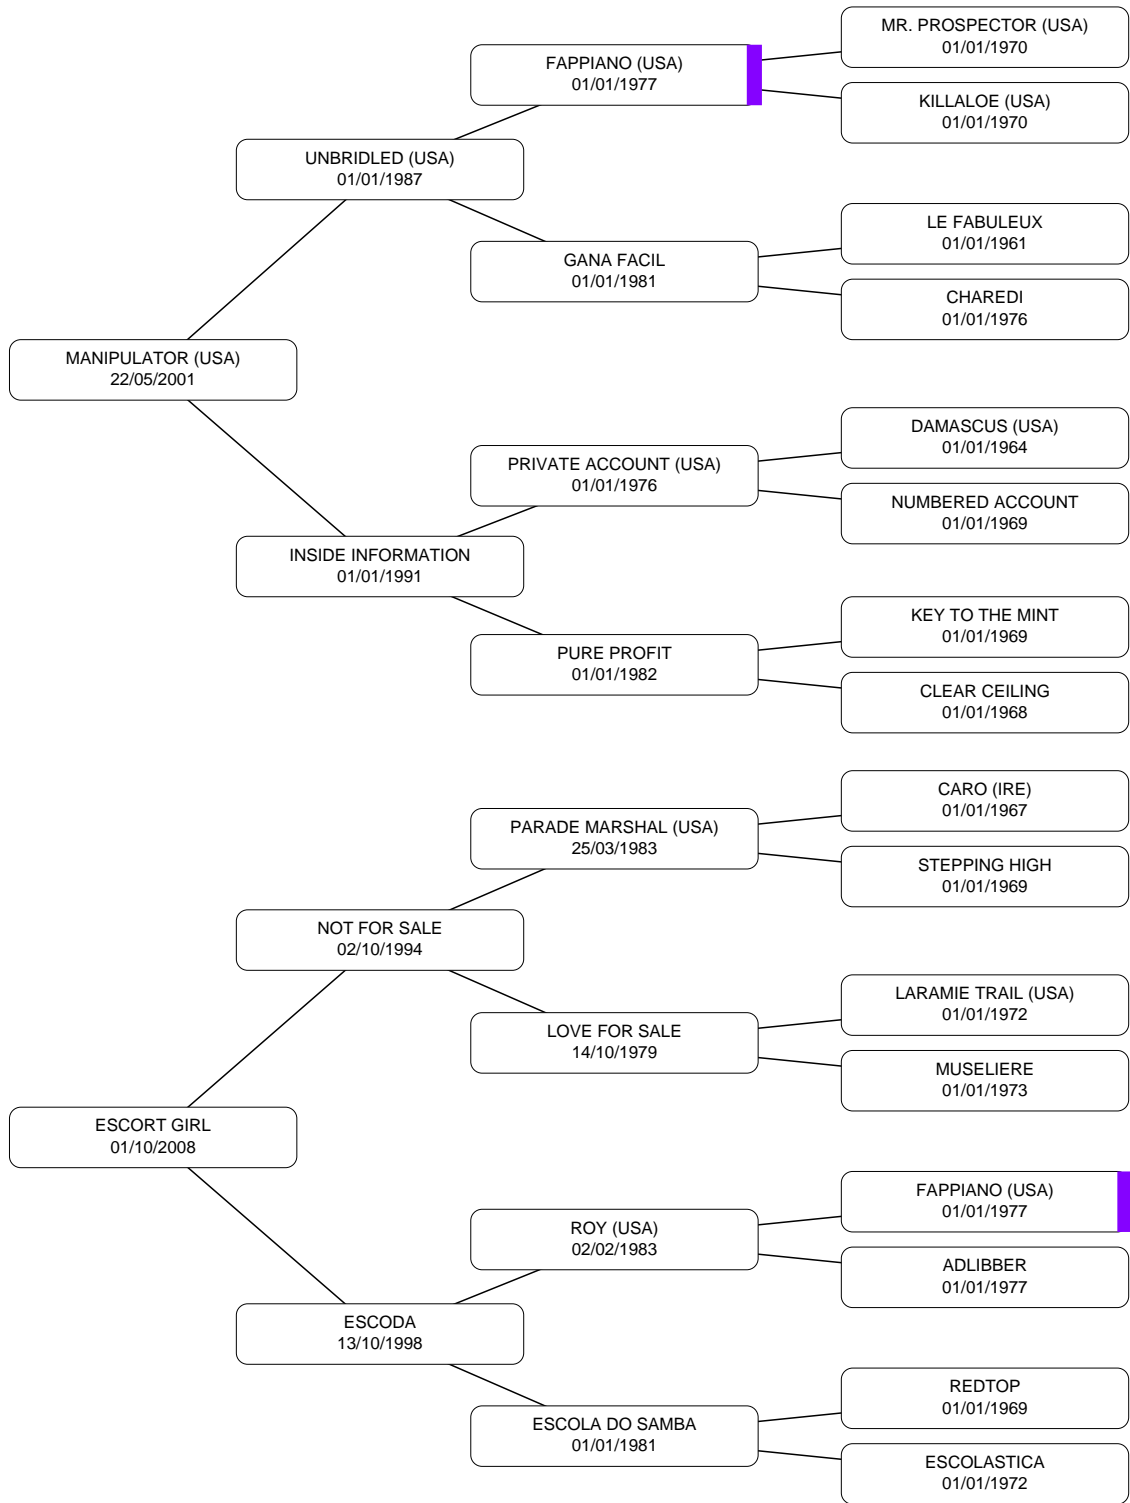 MR. PROSPECTOR (USA)
01/01/1970
FAPPIANO (USA)
01/01/1977
KILLALOE (USA)
01/01/1970
UNBRIDLED (USA)
01/01/1987
LE FABULEUX
01/01/1961
GANA FACIL
01/01/1981
CHAREDI
01/01/1976
MANIPULATOR (USA)
22/05/2001
DAMASCUS (USA)
01/01/1964
PRIVATE ACCOUNT (USA)
01/01/1976
NUMBERED ACCOUNT
01/01/1969
INSIDE INFORMATION
01/01/1991
KEY TO THE MINT
01/01/1969
PURE PROFIT
01/01/1982
CLEAR CEILING
01/01/1968
CARO (IRE)
01/01/1967
PARADE MARSHAL (USA)
25/03/1983
STEPPING HIGH
01/01/1969
NOT FOR SALE
02/10/1994
LARAMIE TRAIL (USA)
01/01/1972
LOVE FOR SALE
14/10/1979
MUSELIERE
01/01/1973
ESCORT GIRL
01/10/2008
FAPPIANO (USA)
01/01/1977
ROY (USA)
02/02/1983
ADLIBBER
01/01/1977
ESCODA
13/10/1998
REDTOP
01/01/1969
ESCOLA DO SAMBA
01/01/1981
ESCOLASTICA
01/01/1972